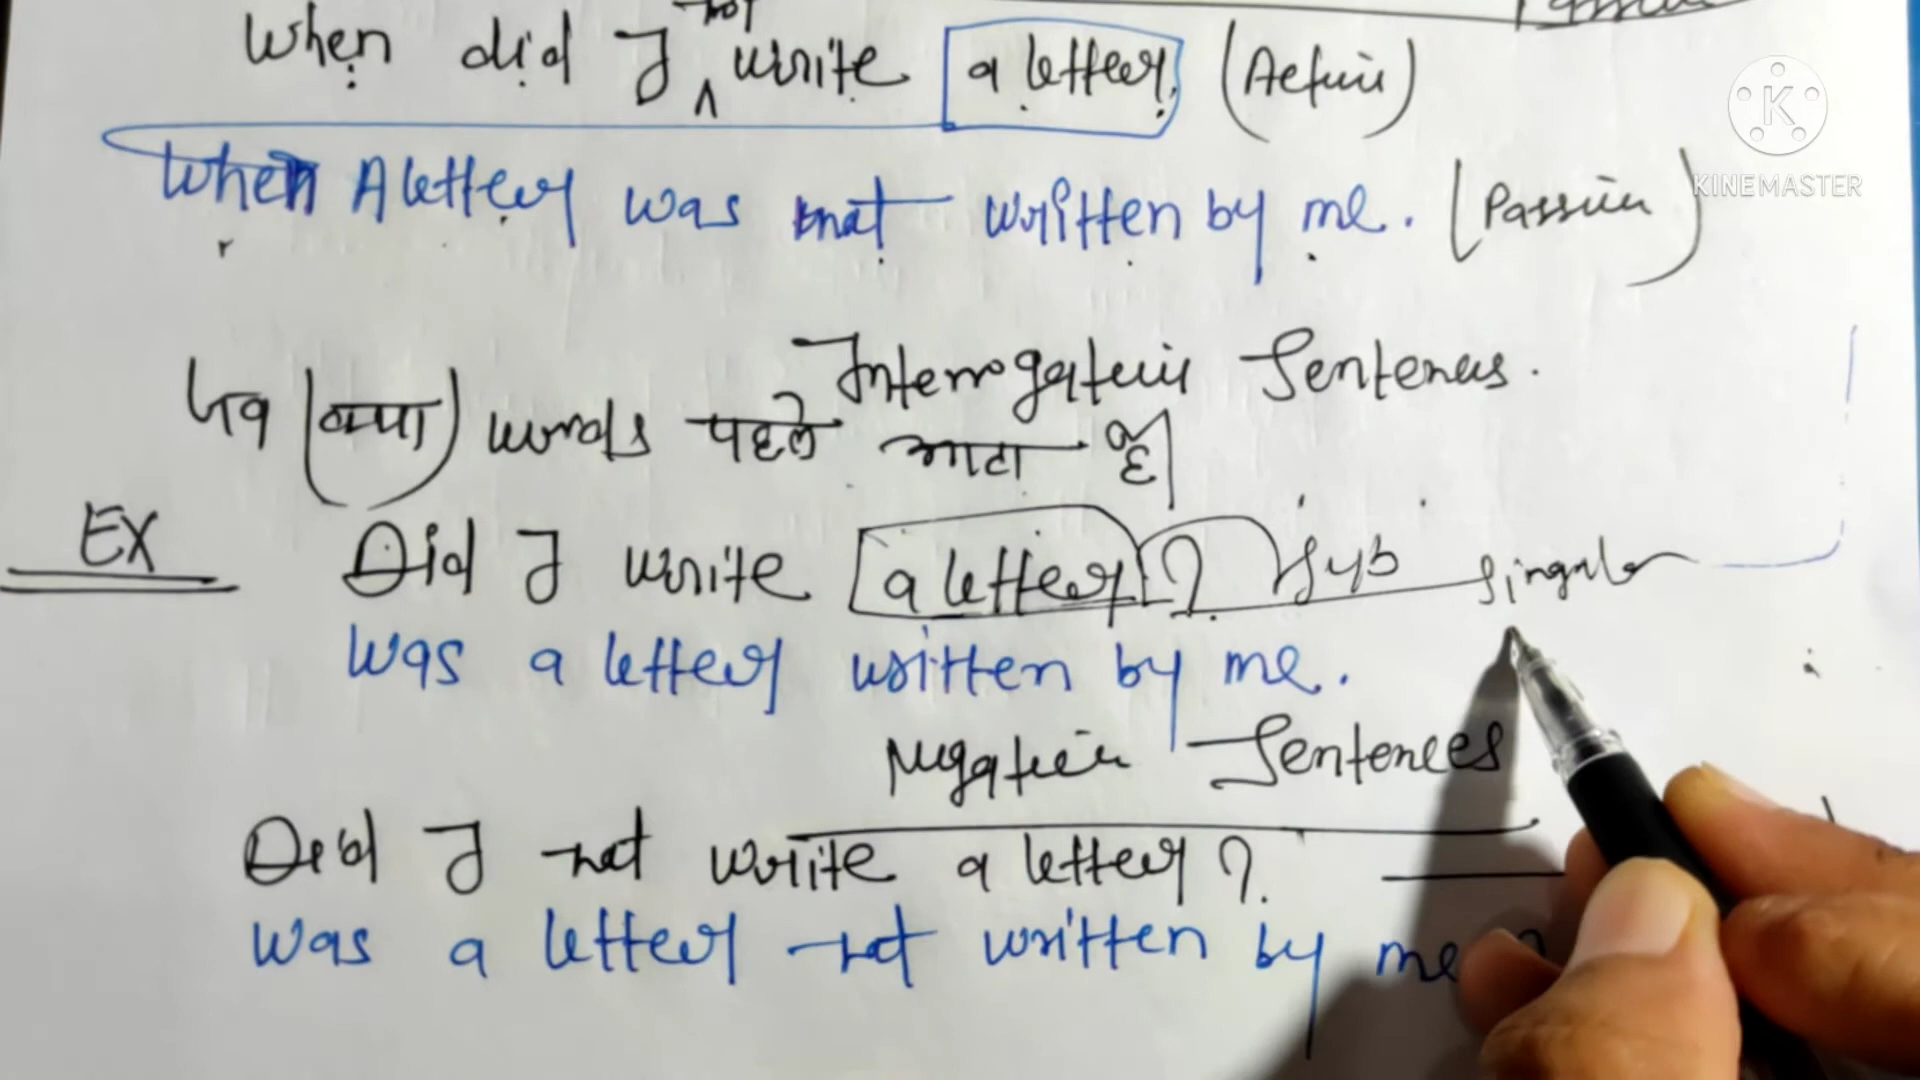 When did I not write a letter (Active)
When A letter was not written by me. (Passive)
KINEMASTER
Interrogative Sentences.
जब (क्या) words पहले आता है।
EX Did I write a letter? Sub Singular
Was a letter written by me.
Negative Sentences
Did I not write a letter?
Was a letter not written by me ?